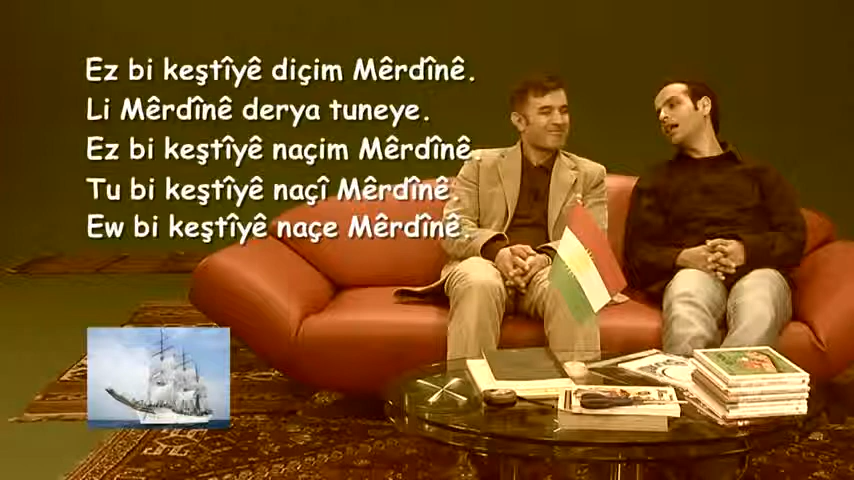 Ez bi keştîyê diçim Mêrdînê.
Li Mêrdînê derya tuneye.
Ez bi keştîyê naçim Mêrdînê.
Tu bi keştîyê naçî Mêrdînê.
Ew bi keştîyê naçe Mêrdînê.